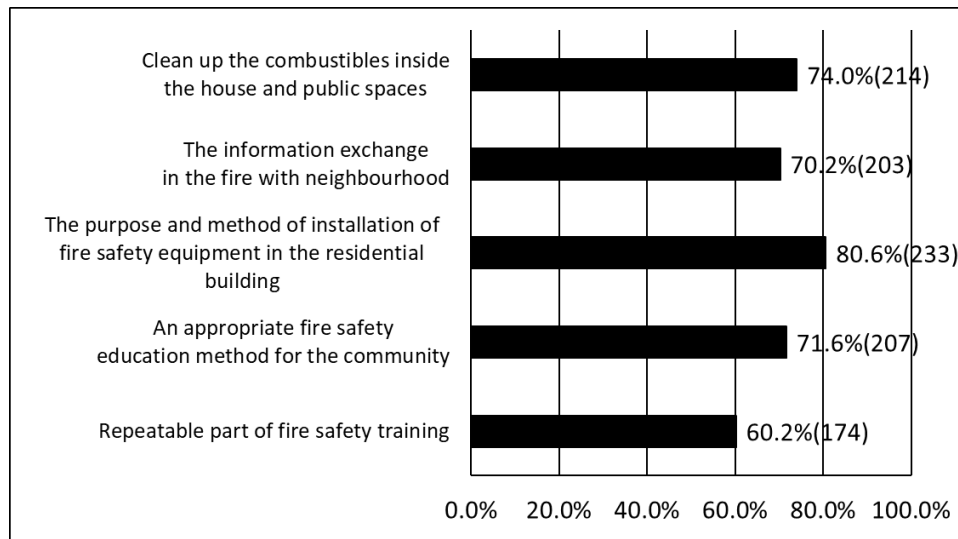 Clean up the combustibles inside
the house and public spaces
74.0%(214)
The information exchange
in the fire with neighbourhood
70.2%(203)
The purpose and method of installation of
fire safety equipment in the residential
building
80.6%(233)
An appropriate fire safety
education method for the community
71.6%(207)
Repeatable part of fire safety training
60.2%(174)
0.0% 20.0% 40.0% 60.0% 80.0% 100.0%